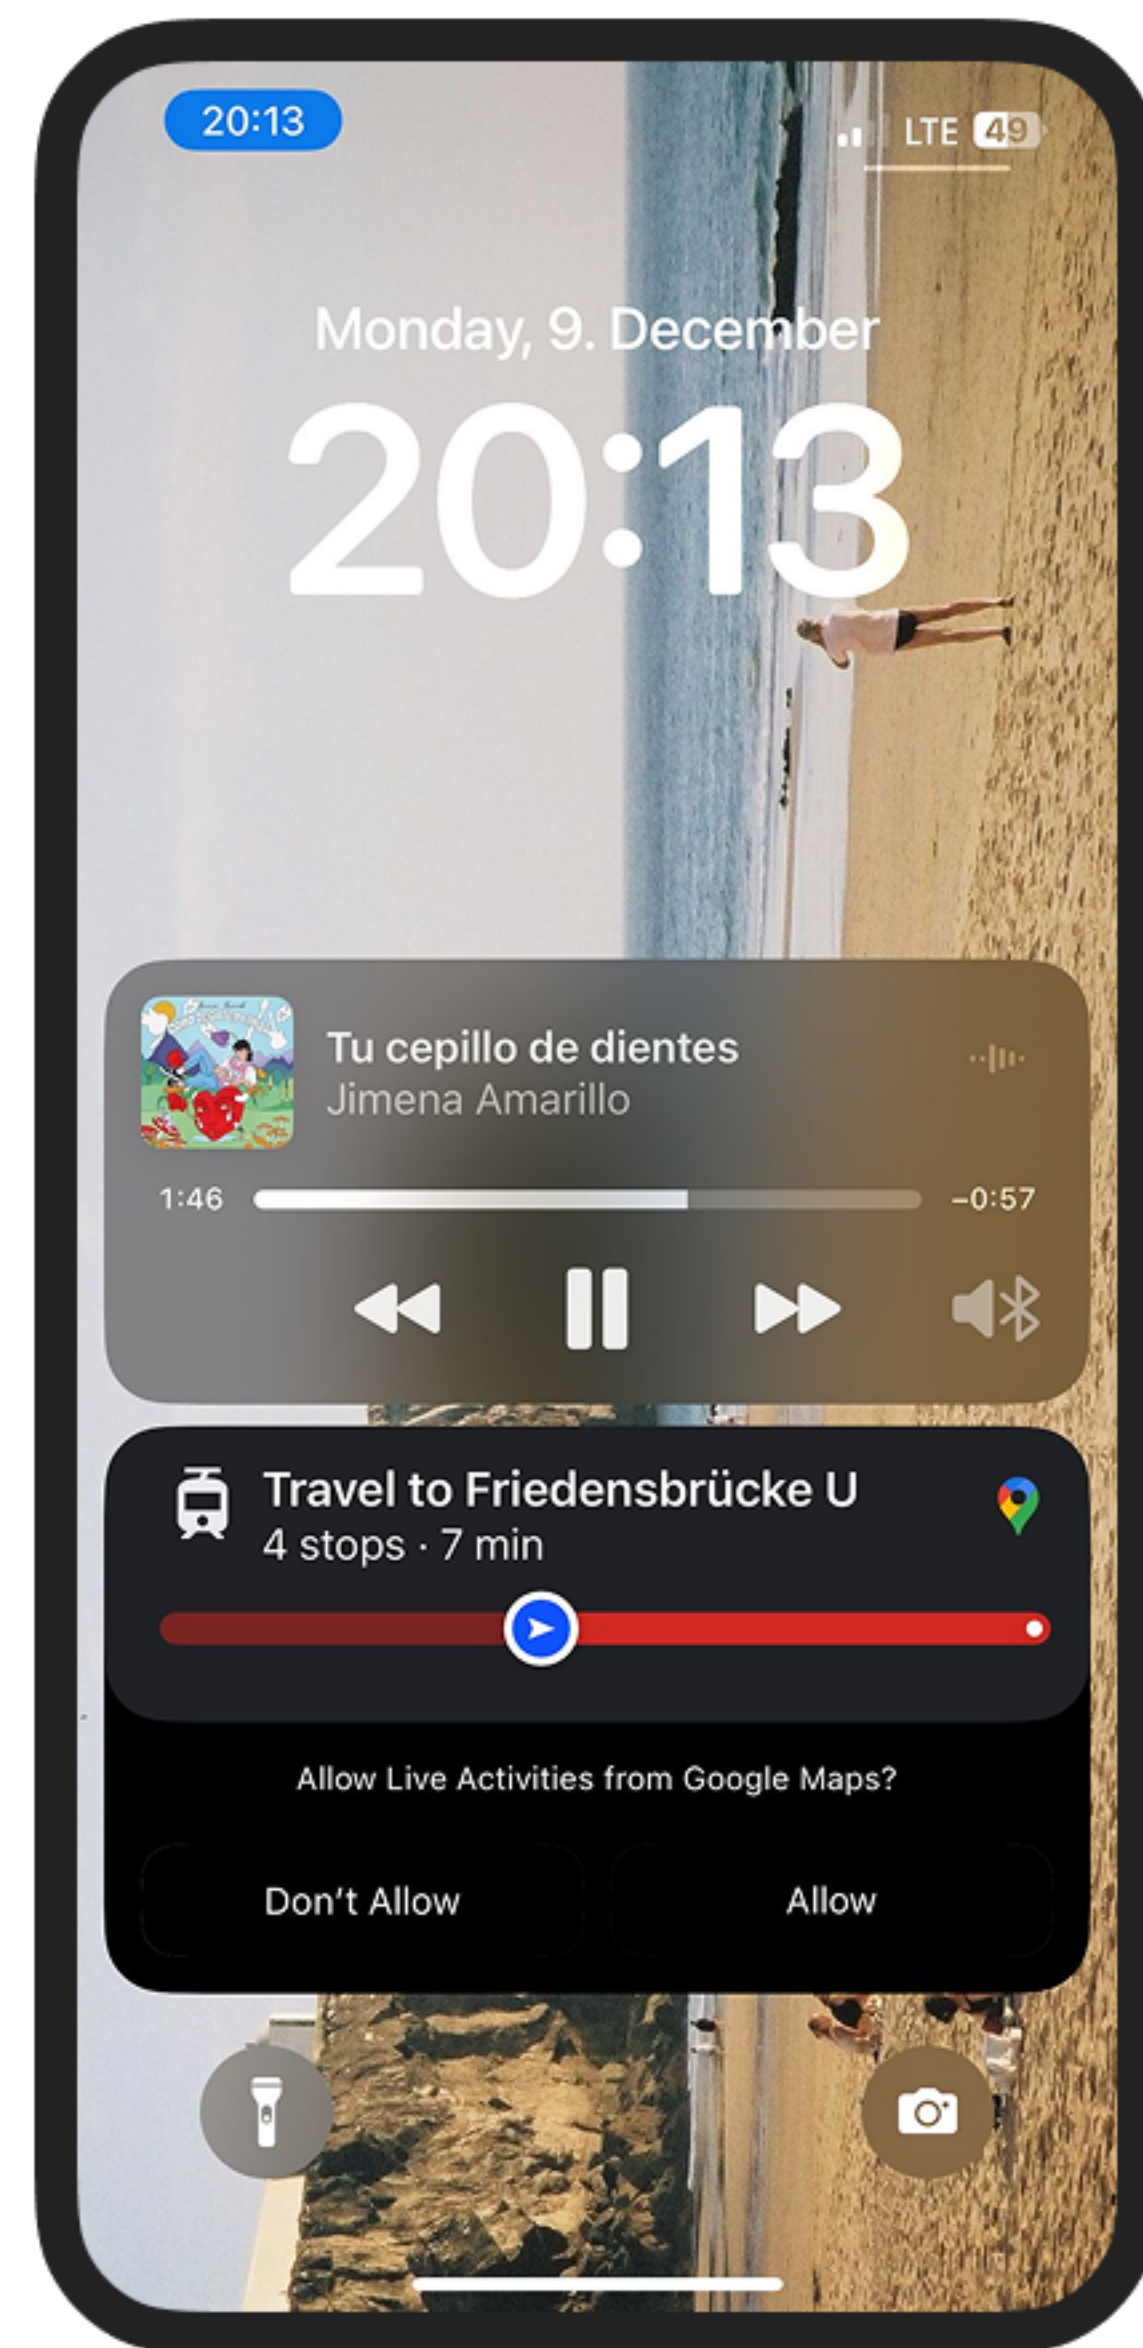 20:13
LTE 49
Monday, 9. December
20:13
Tu cepillo de dientes
Jimena Amarillo
1:46
−0:57
Travel to Friedensbrücke U
4 stops · 7 min
Allow Live Activities from Google Maps?
Don’t Allow
Allow